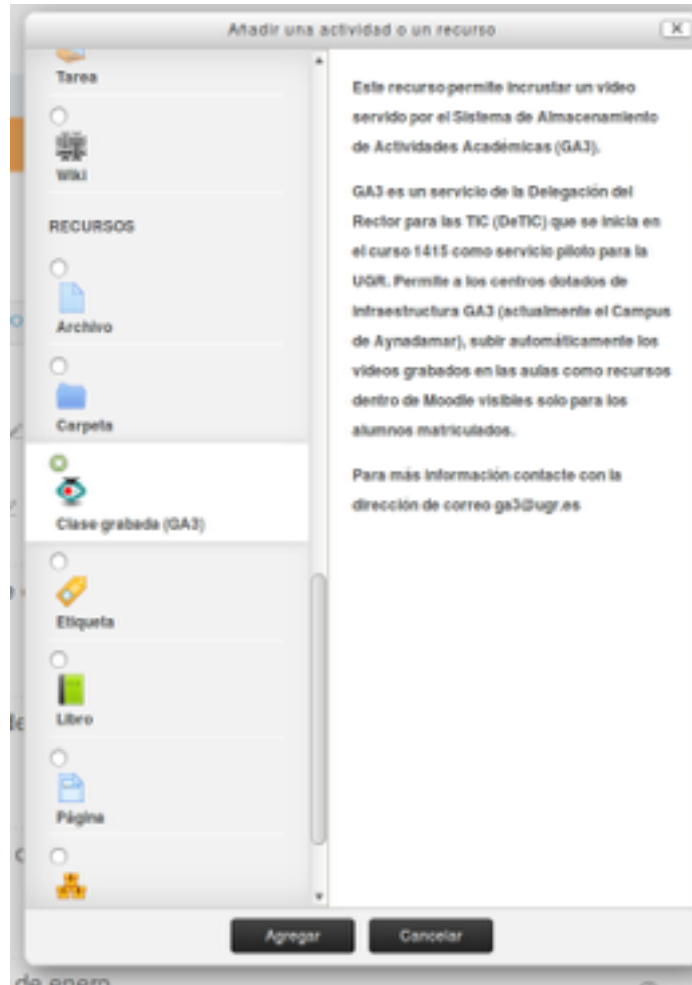 Añadir una actividad o un recurso
Tarea
Wiki
RECURSOS
Archivo
Carpeta
Clase grabada (GA3)
Etiqueta
Libro
Página
Este recurso permite incrustar un video
servido por el Sistema de Almacenamiento
de Actividades Académicas (GA3).
GA3 es un servicio de la Delegación del
Rector para las TIC (DeTIC) que se inicia en
el curso 1415 como servicio piloto para la
UGR. Permite a los centros dotados de
infraestructura GA3 (actualmente el Campus
de Aynadamar), subir automáticamente los
videos grabados en las aulas como recursos
dentro de Moodle visibles solo para los
alumnos matriculados.
Para más información contacte con la
dirección de correo ga3@ugr.es
Agregar
Cancelar
de enero